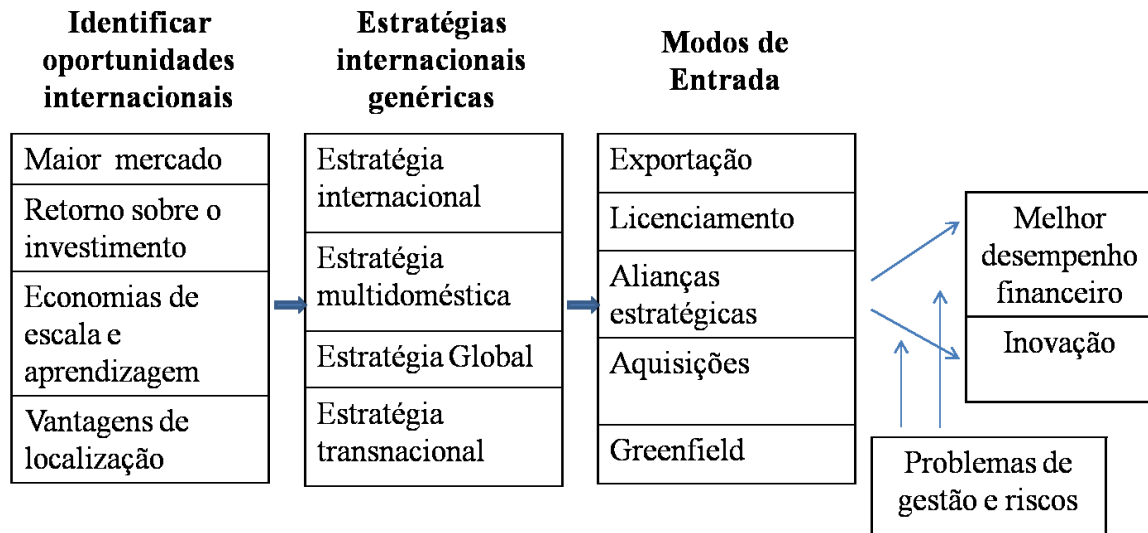 Identificar
oportunidades
internacionais
Estratégias
internacionais
genéricas
Modos de
Entrada
Maior mercado
Retorno sobre o
investimento
Economias de
escala e
aprendizagem
Vantagens de
localização
Estratégia
internacional
Estratégia
multidoméstica
Estratégia Global
Estratégia
transnacional
Exportação
Licenciamento
Alianças
estratégicas
Aquisições
Greenfield
Melhor
desempenho
financeiro
Inovação
Problemas de
gestão e riscos